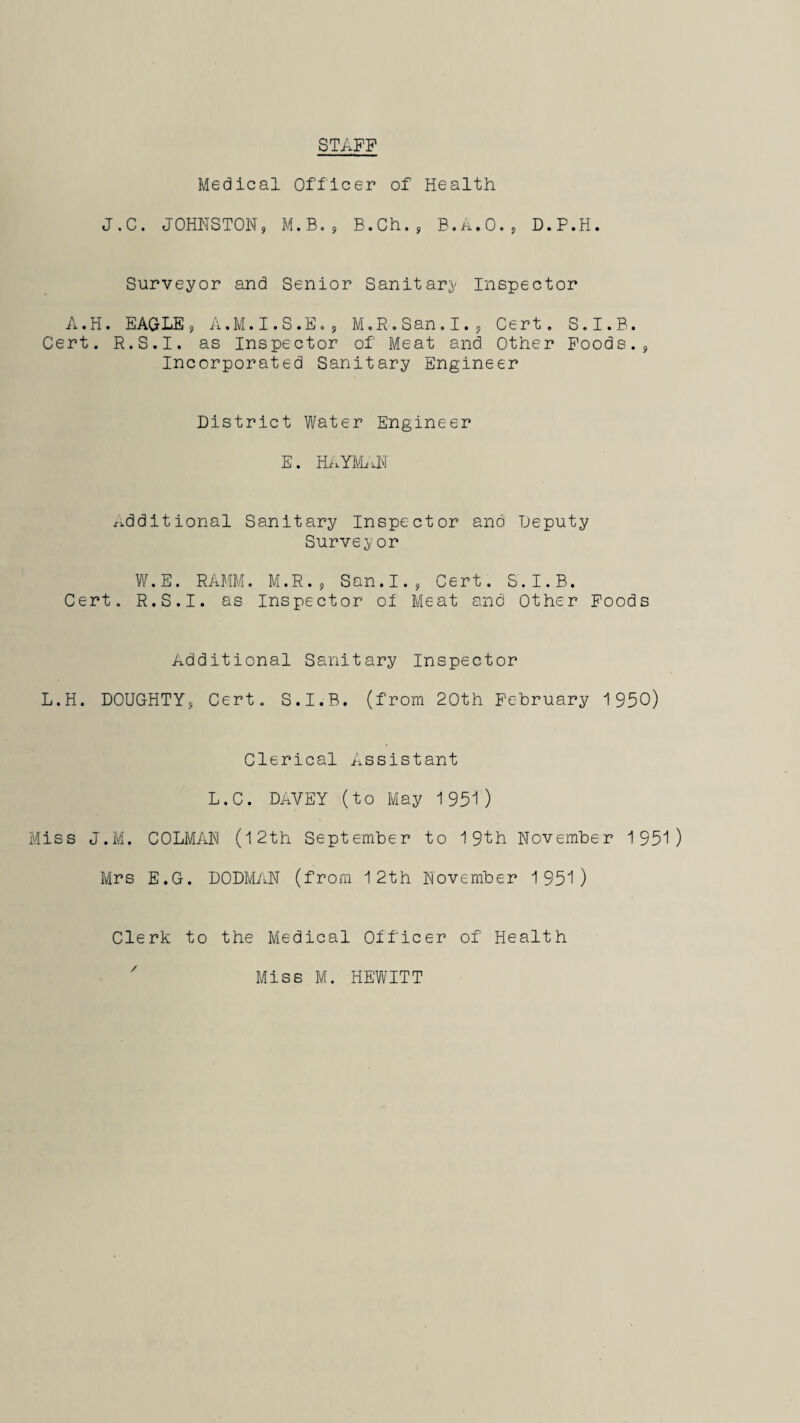 STAFF
Medical Officer of Health
J.C. JOHNSTON, M.B., B.Ch., B.A.O., D.P.H.
Surveyor and Senior Sanitary Inspector
A.H. EAGLE, A.M.I.S.E., M.R.San.I., Cert. S.I.B.
Cert. R.S.I. as Inspector of Meat and Other Foods.,
Incorporated Sanitary Engineer
District Water Engineer
E. HAYMAN
Additional Sanitary Inspector and Deputy
Surveyor
W.E. RAMM. M.R., San.I., Cert. S.I.B.
Cert. R.S.I. as Inspector of Meat and Other Foods
Additional Sanitary Inspector
L.H. DOUGHTY, Cert. S.I.B. (from 20th February 1950)
Clerical Assistant
L.C. DAVEY (to May 1951)
Miss J.M. COLMAN (12th September to 19th November 1951)
Mrs E.G. DODMAN (from 12th November 1951)
Clerk to the Medical Officer of Health
Miss M. HEWITT